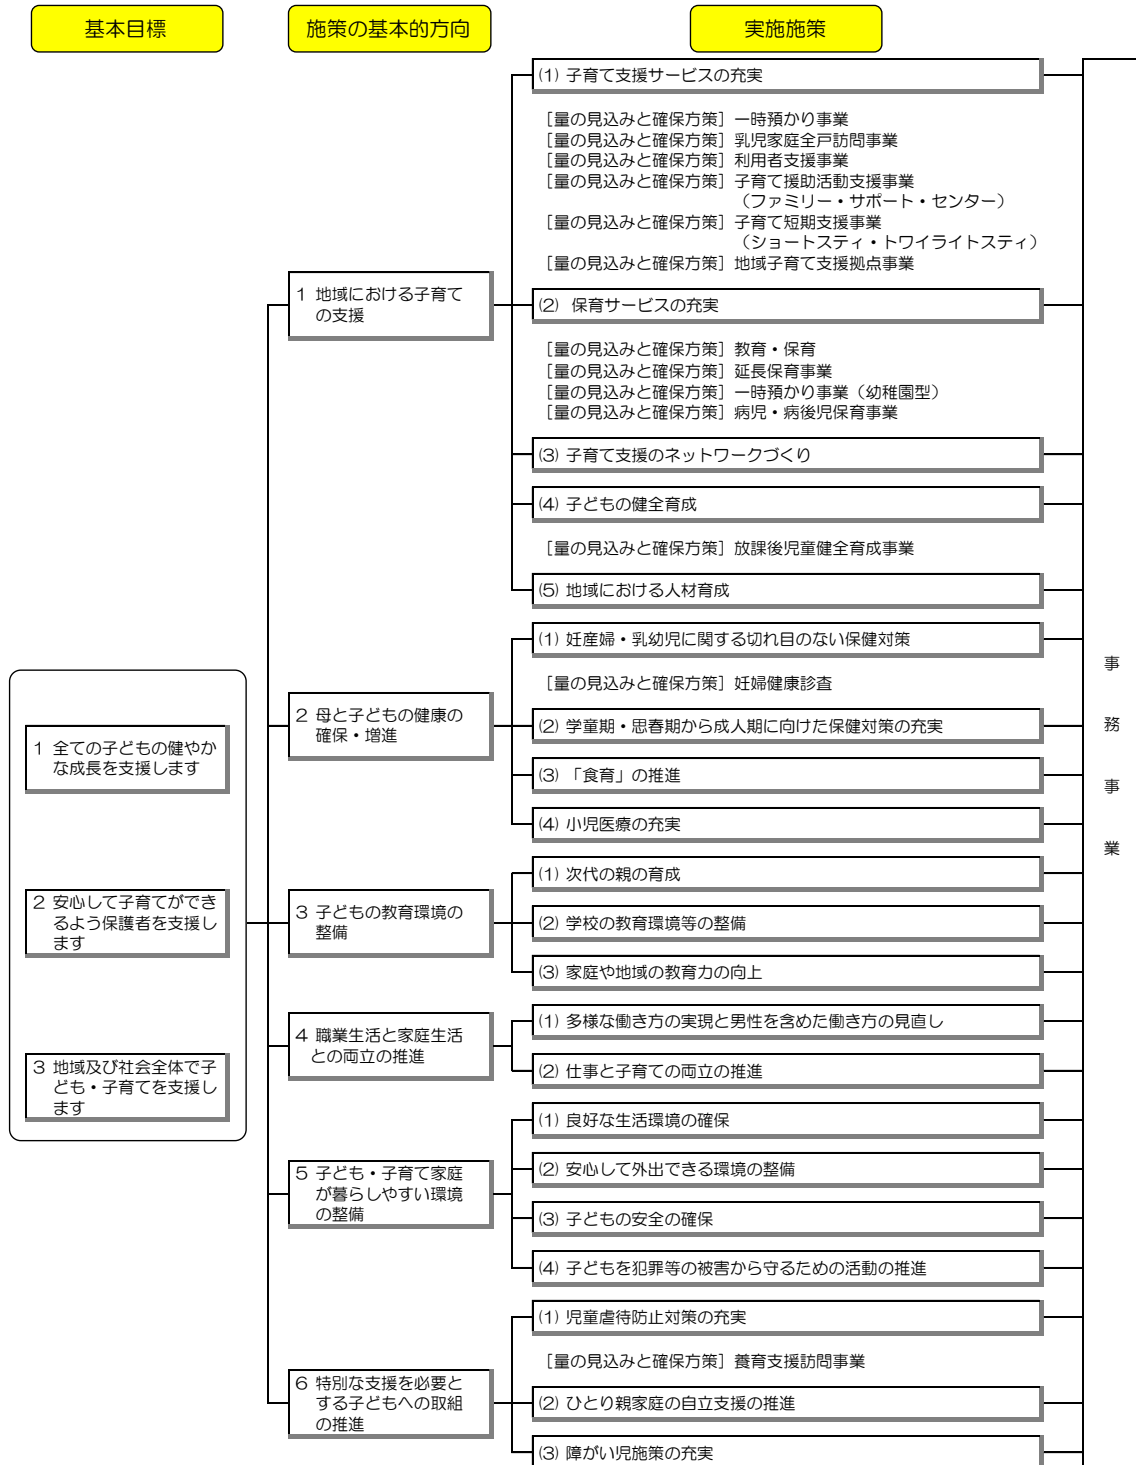 基本目標
施策の基本的方向
実施施策
1 全ての子どもの健やか
な成長を支援します
2 安心して子育てができ
るよう保護者を支援し
ます
3 地域及び社会全体で子
ども・子育てを支援し
ます
1 地域における子育て
の支援
(1) 子育て支援サービスの充実
［量の見込みと確保方策］一時預かり事業
［量の見込みと確保方策］乳児家庭全戸訪問事業
［量の見込みと確保方策］利用者支援事業
［量の見込みと確保方策］子育て援助活動支援事業
（ファミリー・サポート・センター）
［量の見込みと確保方策］子育て短期支援事業
（ショートスティ・トワイライトスティ）
［量の見込みと確保方策］地域子育て支援拠点事業
(2) 保育サービスの充実
［量の見込みと確保方策］教育・保育
［量の見込みと確保方策］延長保育事業
［量の見込みと確保方策］一時預かり事業（幼稚園型）
［量の見込みと確保方策］病児・病後児保育事業
(3) 子育て支援のネットワークづくり
(4) 子どもの健全育成
［量の見込みと確保方策］放課後児童健全育成事業
(5) 地域における人材育成
2 母と子どもの健康の
確保・増進
(1) 妊産婦・乳幼児に関する切れ目のない保健対策
［量の見込みと確保方策］妊婦健康診査
(2) 学童期・思春期から成人期に向けた保健対策の充実
(3) 「食育」の推進
(4) 小児医療の充実
3 子どもの教育環境の
整備
(1) 次代の親の育成
(2) 学校の教育環境等の整備
(3) 家庭や地域の教育力の向上
4 職業生活と家庭生活
との両立の推進
(1) 多様な働き方の実現と男性を含めた働き方の見直し
(2) 仕事と子育ての両立の推進
5 子ども・子育て家庭
が暮らしやすい環境
の整備
(1) 良好な生活環境の確保
(2) 安心して外出できる環境の整備
(3) 子どもの安全の確保
(4) 子どもを犯罪等の被害から守るための活動の推進
6 特別な支援を必要と
する子どもへの取組
の推進
(1) 児童虐待防止対策の充実
［量の見込みと確保方策］養育支援訪問事業
(2) ひとり親家庭の自立支援の推進
(3) 障がい児施策の充実
事務事業